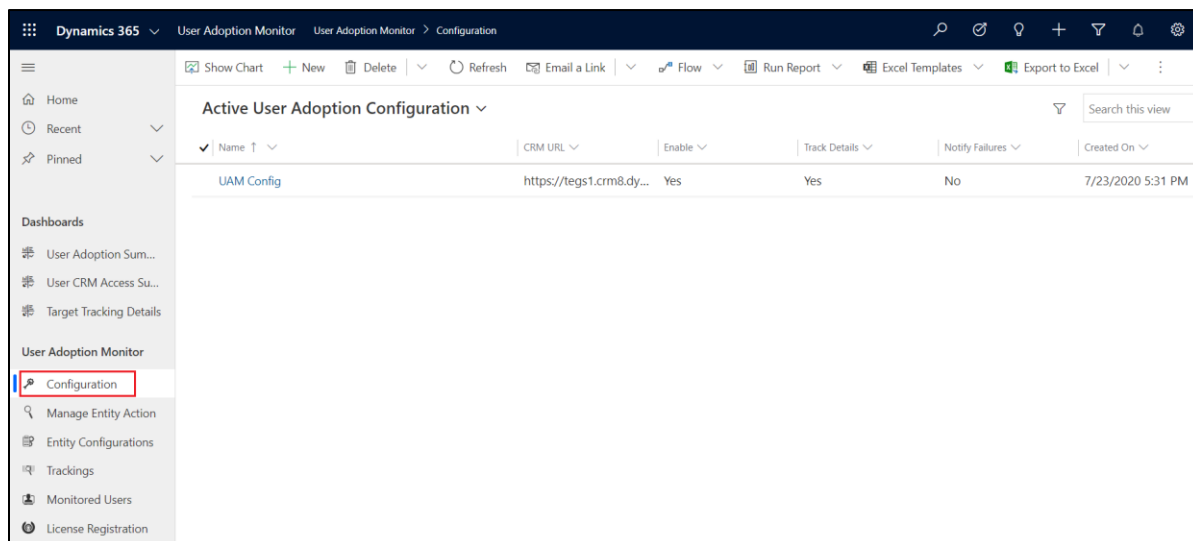 Dynamics 365 User Adoption Monitor User Adoption Monitor > Configuration
Show Chart + New Delete Refresh Email a Link Flow Run Report Excel Templates Export to Excel
Home
Recent
Pinned
Active User Adoption Configuration
Search this view
Name ↑ CRM URL Enable Track Details Notify Failures Created On
UAM Config https://tegs1.crm8.dy... Yes Yes No 7/23/2020 5:31 PM
Dashboards
User Adoption Sum...
User CRM Access Su...
Target Tracking Details
User Adoption Monitor
Configuration
Manage Entity Action
Entity Configurations
Trackings
Monitored Users
License Registration